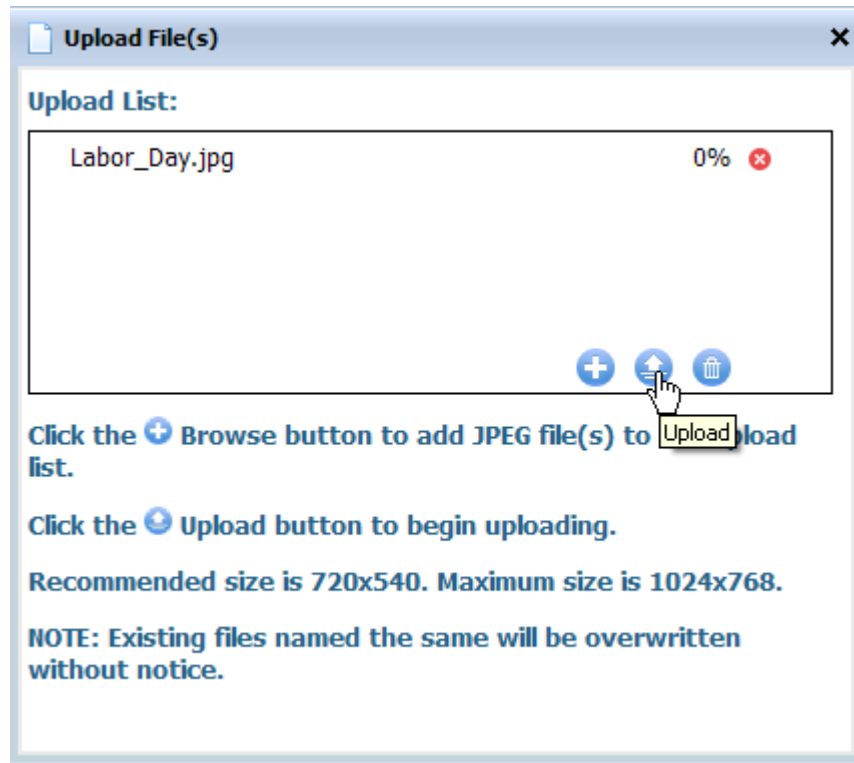 Upload File(s)
Upload List:
Labor_Day.jpg 0%
Click the Browse button to add JPEG file(s) to load
list.
Upload
Click the Upload button to begin uploading.
Recommended size is 720x540. Maximum size is 1024x768.
NOTE: Existing files named the same will be overwritten
without notice.